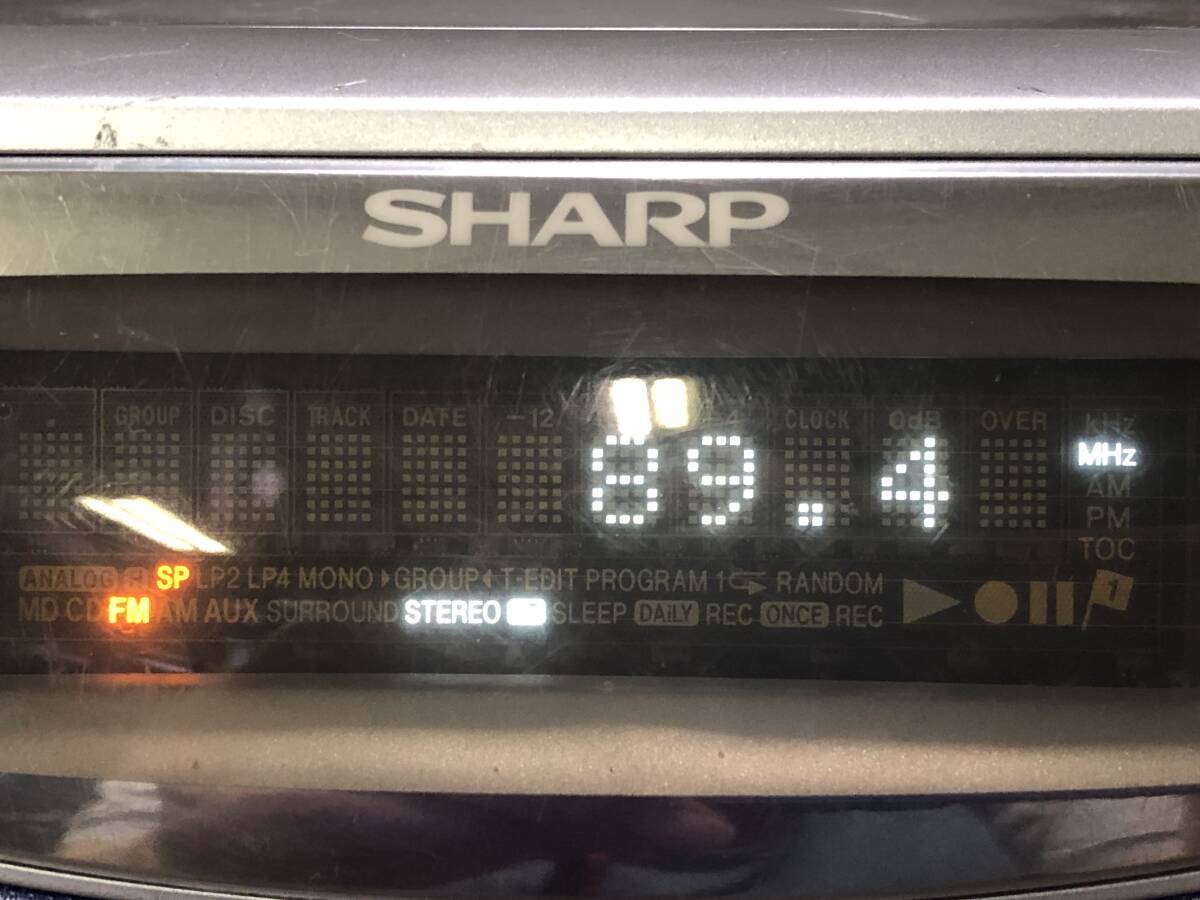 SHARP
GROUP DISC TRACK DATE -12 -4 CLOCK 0dB OVER kHz
89.4 MHz
AM
PM
TOC
SP LP2 LP4 MONO GROUP T-EDIT PROGRAM 1 RANDOM 1
MD CD FM AM AUX SURROUND STEREO SLEEP DAILY REC ONCE REC